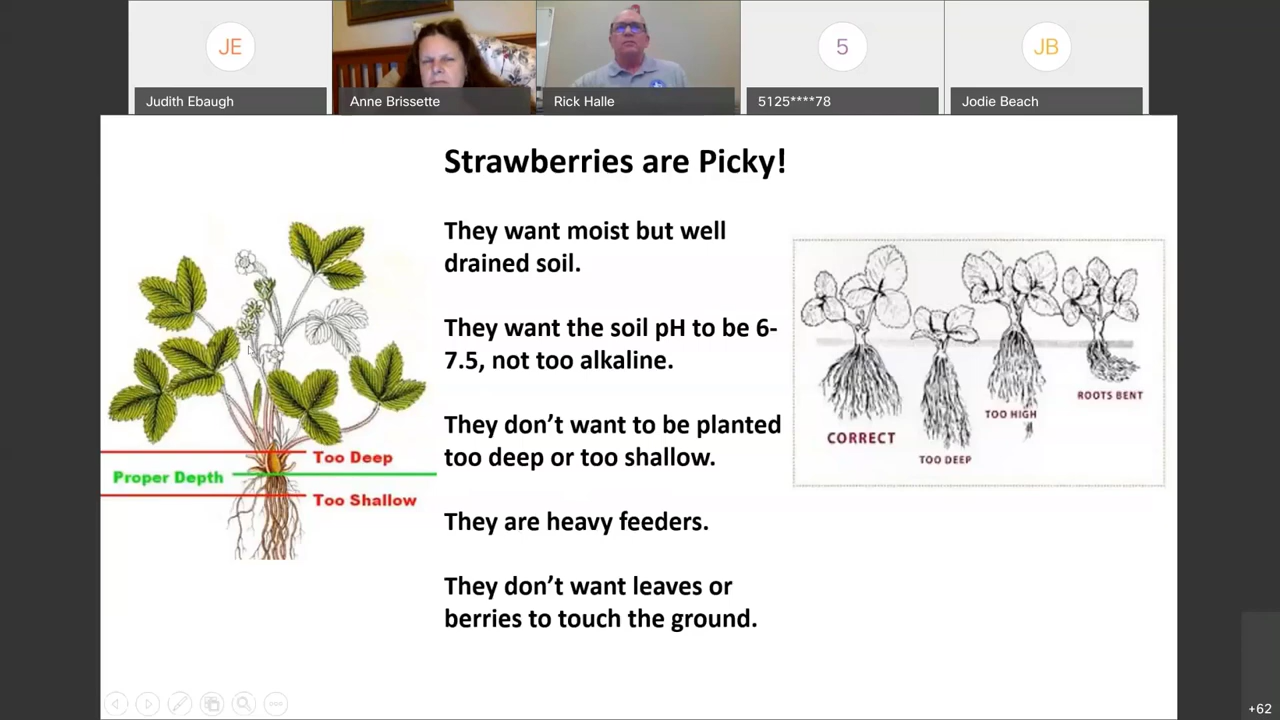 JE
Judith Ebaugh
Anne Brissette
Rick Halle
5
5125****78
JB
Jodie Beach
Strawberries are Picky!
They want moist but well
drained soil.
They want the soil pH to be 6-
7.5, not too alkaline.
They don’t want to be planted
too deep or too shallow.
They are heavy feeders.
They don’t want leaves or
berries to touch the ground.
Too Deep
Proper Depth
Too Shallow
CORRECT
TOO DEEP
TOO HIGH
ROOTS BENT
+62